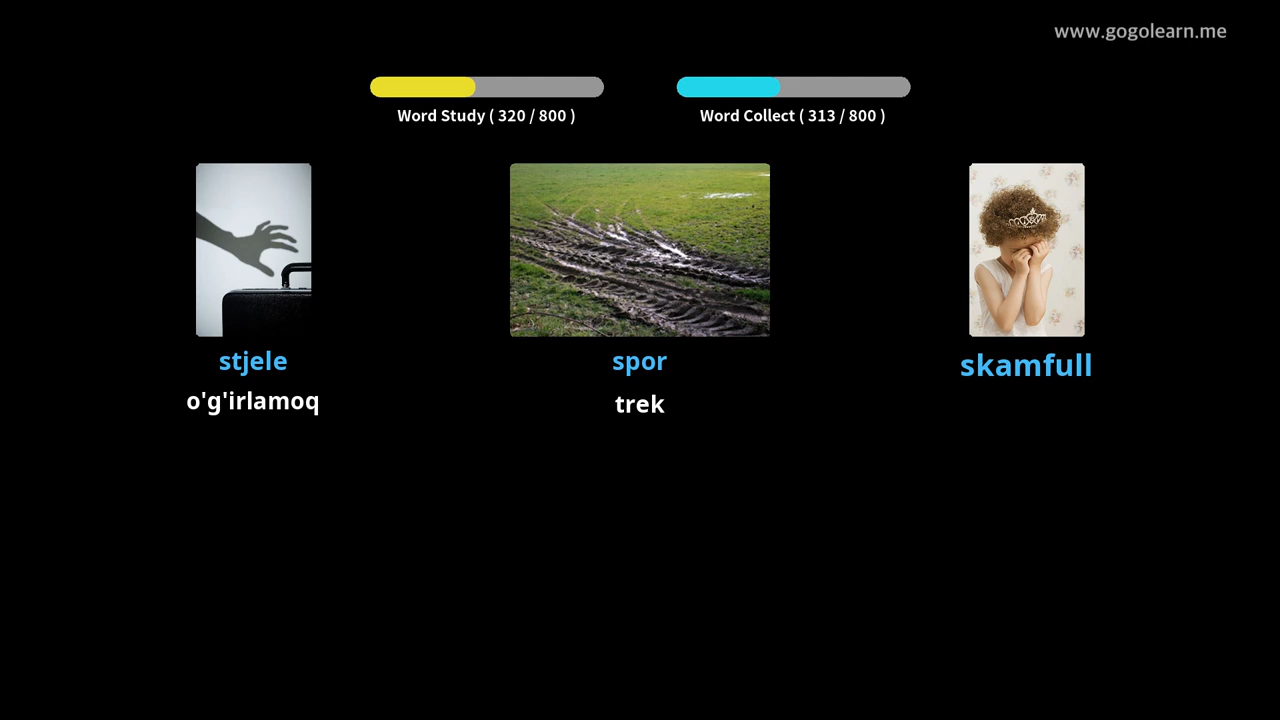 www.gogolearn.me
Word Study ( 320 / 800 )
Word Collect ( 313 / 800 )
stjele
spor
skamfull
o'g'irlamoq
trek